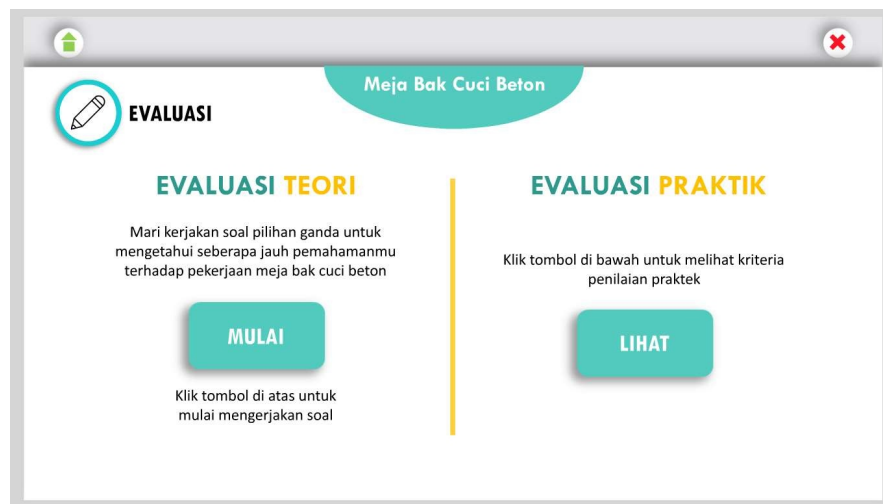 Meja Bak Cuci Beton
EVALUASI
EVALUASI TEORI
Mari kerjakan soal pilihan ganda untuk
mengetahui seberapa jauh pemahamanmu
terhadap pekerjaan meja bak cuci beton
MULAI
Klik tombol di atas untuk
mulai mengerjakan soal
EVALUASI PRAKTIK
Klik tombol di bawah untuk melihat kriteria
penilaian praktek
LIHAT